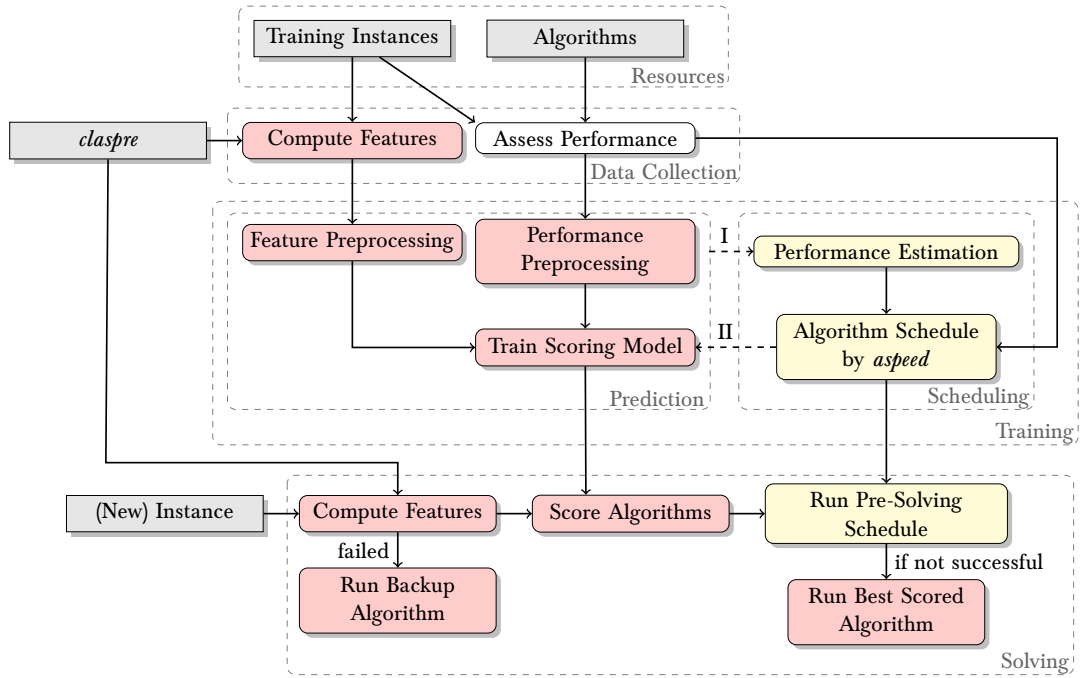 Training Instances
Algorithms
Resources
claspre
Compute Features
Assess Performance
Data Collection
Feature Preprocessing
Performance
Preprocessing
I
Performance Estimation
Train Scoring Model
II
Algorithm Schedule
by aspeed
Prediction
Scheduling
Training
(New) Instance
Compute Features
Score Algorithms
Run Pre-Solving
Schedule
failed
if not successful
Run Backup
Algorithm
Run Best Scored
Algorithm
Solving